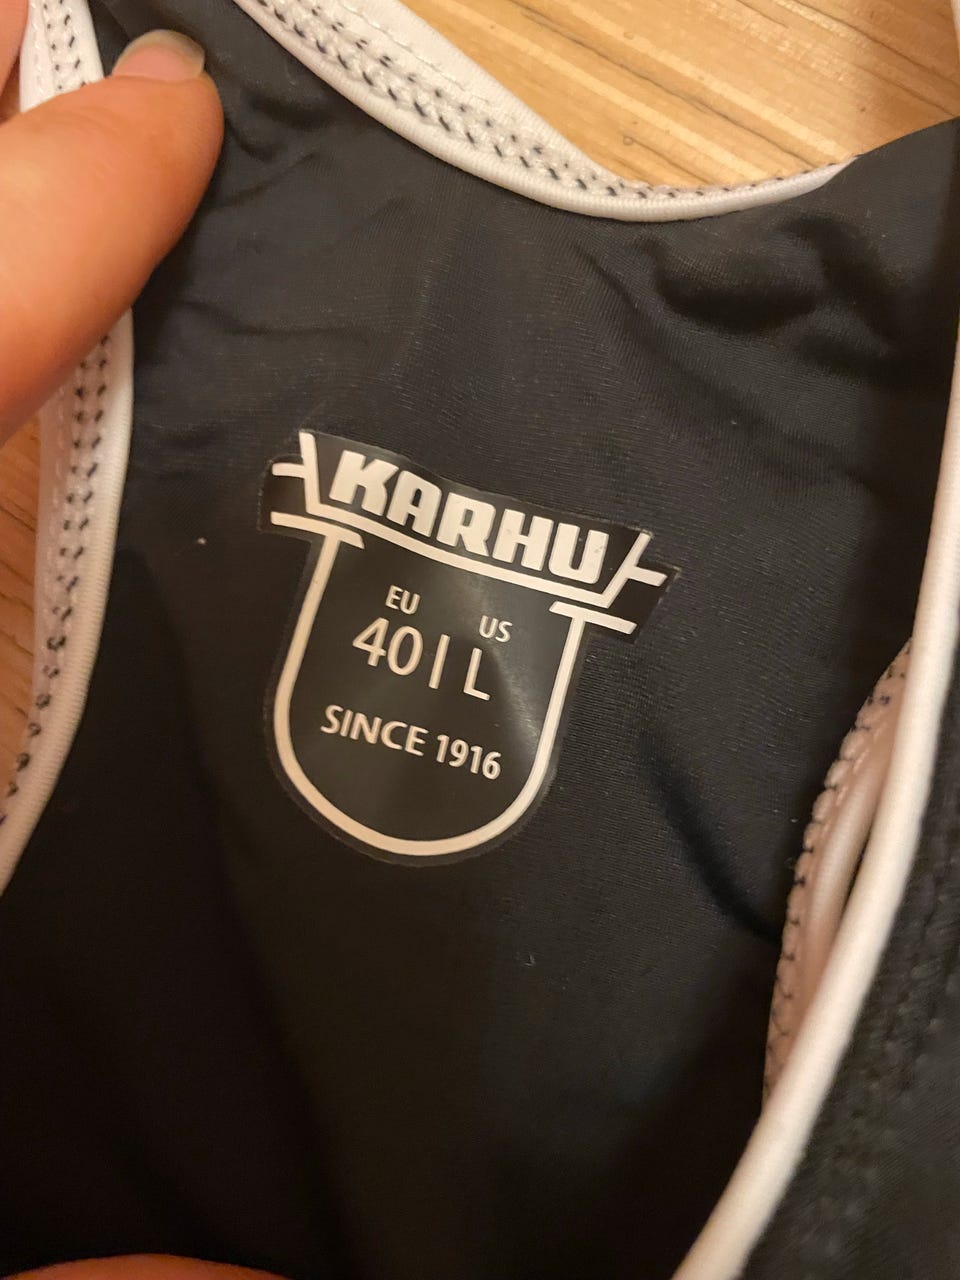 KARHU
EU US
40 | L
SINCE 1916